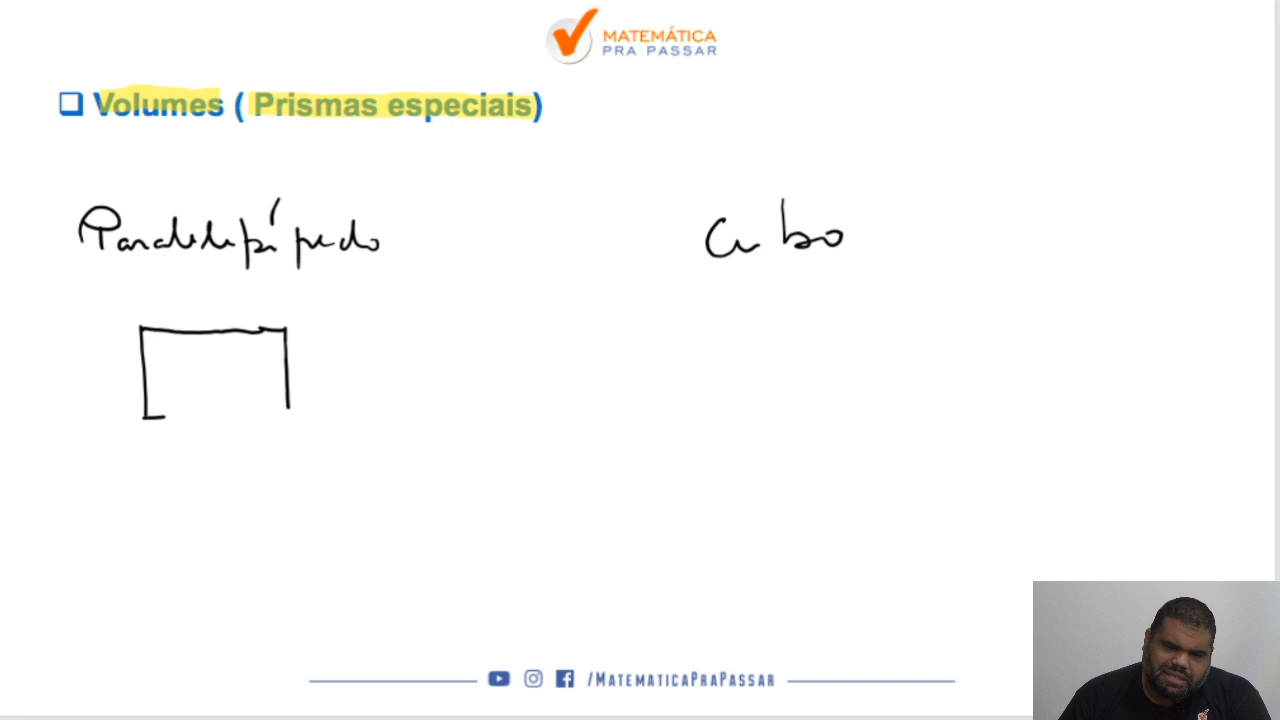 MATEMÁTICA
PRA PASSAR
Volumes ( Prismas especiais)
Paralelepípedo
Cubo
/MATEMATICAPRAPASSAR